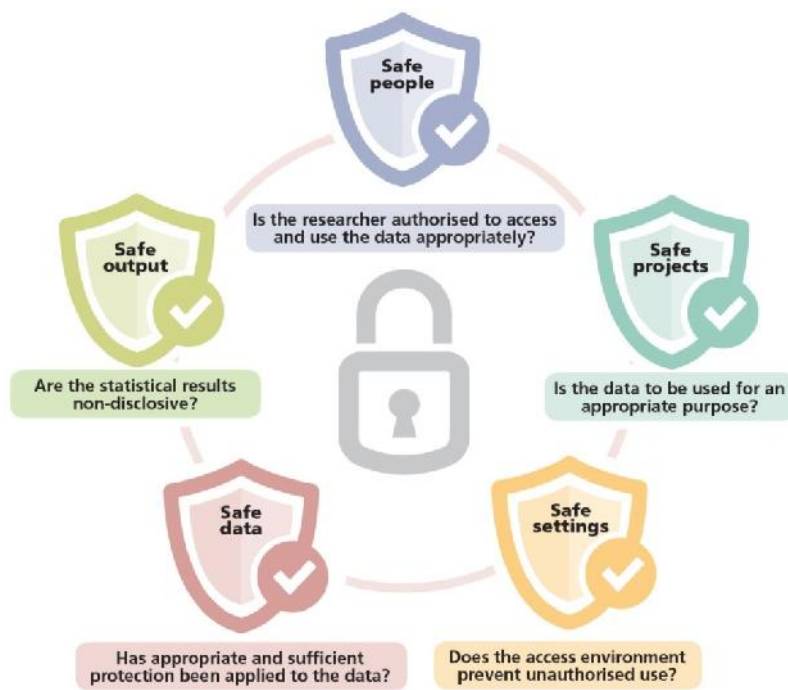 Safe
people
Is the researcher authorised to access
and use the data appropriately?
Safe
output
Are the statistical results
non-disclosive?
Safe
projects
Is the data to be used for an
appropriate purpose?
Safe
data
Has appropriate and sufficient
protection been applied to the data?
Safe
settings
Does the access environment
prevent unauthorised use?